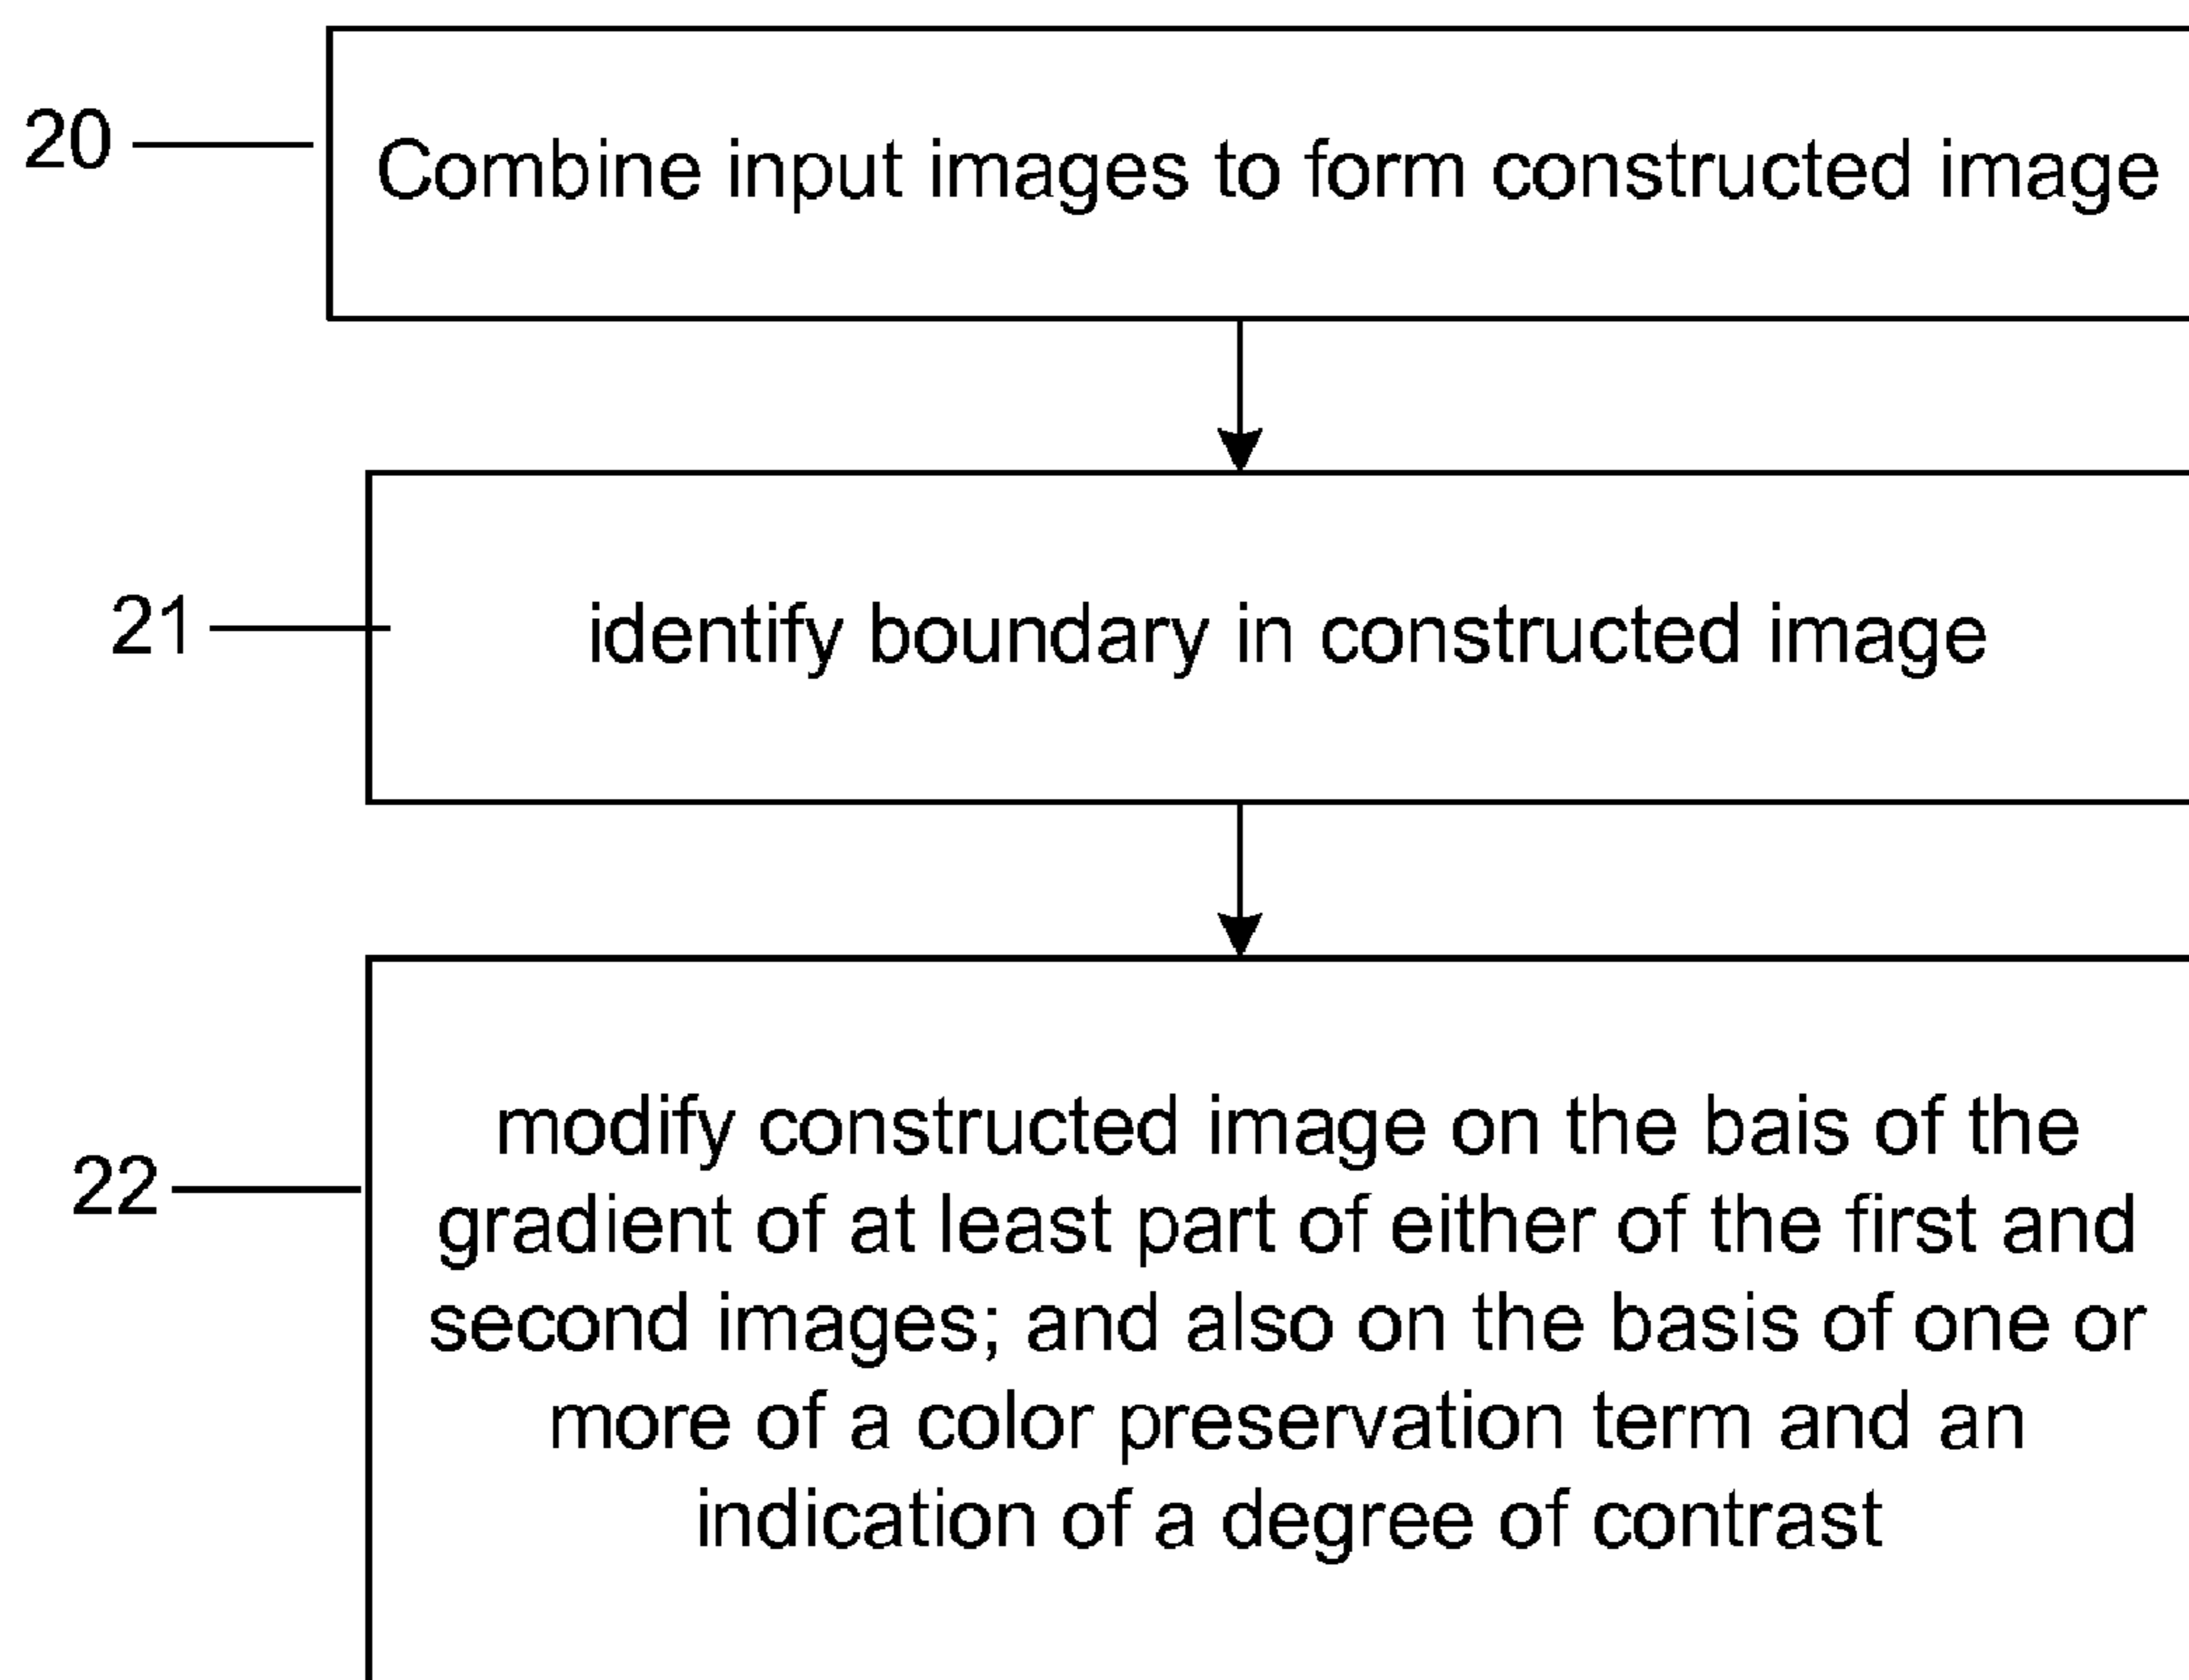 20
Combine input images to form constructed image
21
identify boundary in constructed image
22
modify constructed image on the bais of the
gradient of at least part of either of the first and
second images; and also on the basis of one or
more of a color preservation term and an
indication of a degree of contrast